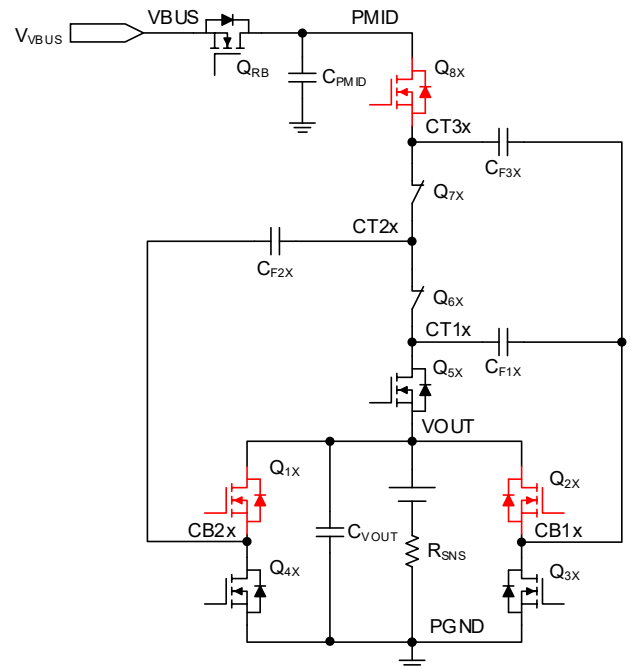 VBUS
PMID
VVBUS
QRB
CPMID
Q8X
CT3x
CF3X
Q7X
CT2x
CF2X
Q6X
CT1x
CF1X
Q5X
VOUT
Q1X
Q2X
CB2x
CVOUT
RSNS
CB1x
Q4X
Q3X
PGND